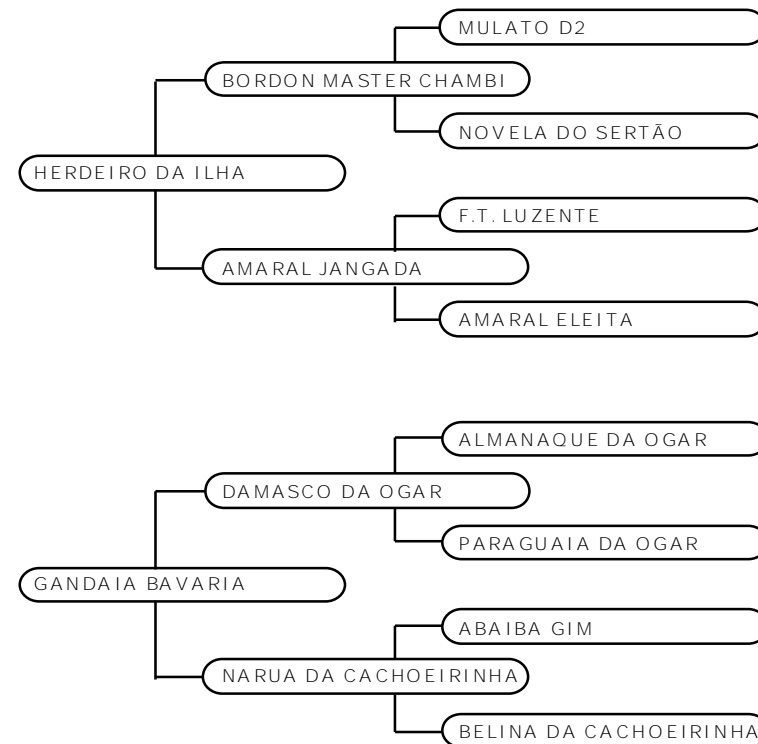 MULATO D2
BORDON MASTER CHAMBI
NOVELA DO SERTÃO
HERDEIRO DA ILHA
F.T. LUZENTE
AMARAL JANGADA
AMARAL ELEITA
ALMANAQUE DA OGAR
DAMASCO DA OGAR
PARAGUAIA DA OGAR
GANDAIA BAVARIA
ABAIBA GIM
NARUA DA CACHOEIRINHA
BELINA DA CACHOEIRINHA